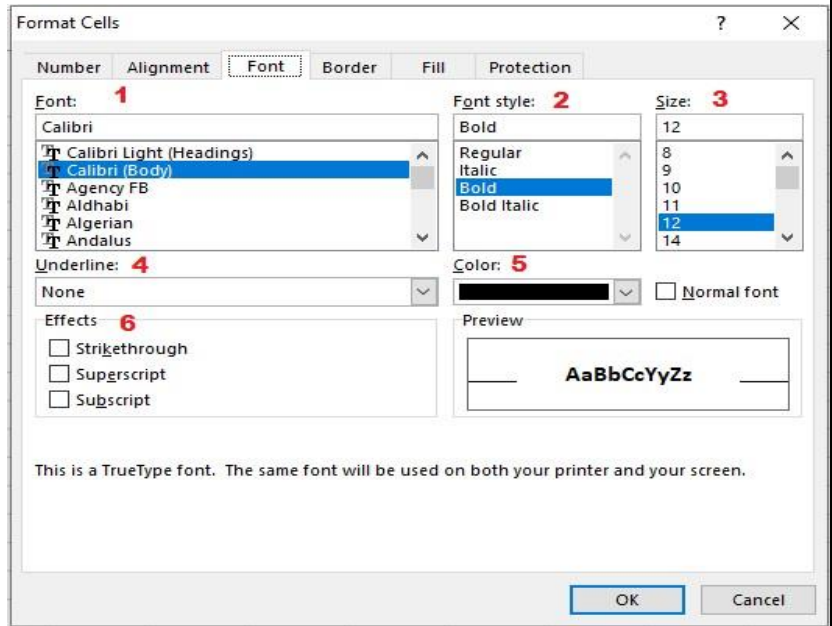 Format Cells ? ×
Number Alignment Font Border Fill Protection
Font: 1 Font style: 2 Size: 3
Calibri Bold 12
Calibri Light (Headings) Regular 8
Calibri (Body) Italic 9
Agency FB Bold 10
Aldhabi Bold Italic 11
Algerian 12
Andalus 14
Underline: 4 Color: 5
None Normal font
Effects 6 Preview
Strikethrough
Superscript AaBbCcYyZz
Subscript
This is a TrueType font. The same font will be used on both your printer and your screen.
OK Cancel